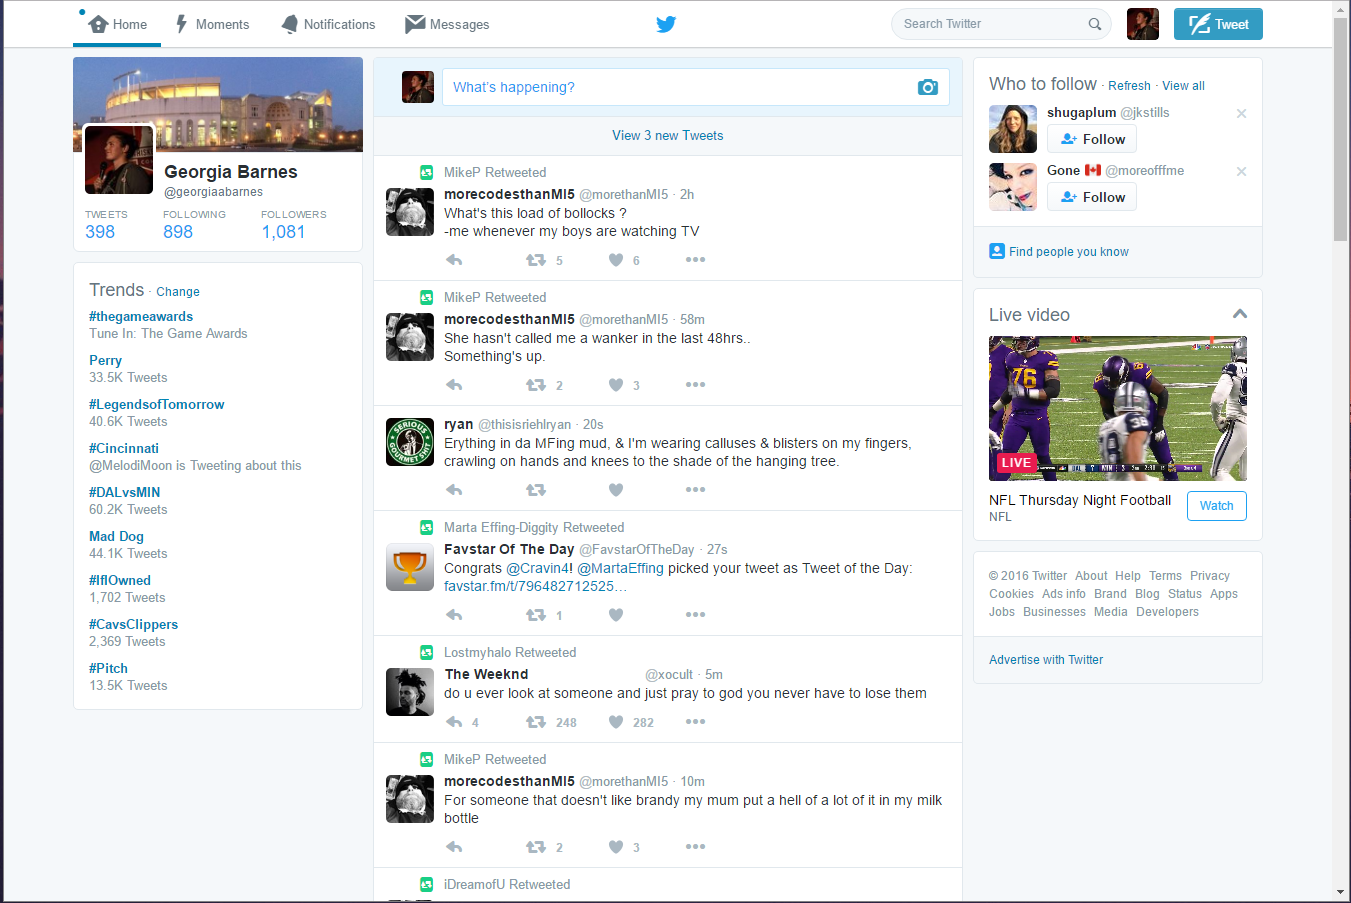 Home
Moments
Notifications
Messages
Search Twitter
Tweet
Georgia Barnes
@georgiaabarnes
TWEETS FOLLOWING FOLLOWERS
398 898 1,081
Trends · Change
#thegameawards
Tune In: The Game Awards
Perry
33.5K Tweets
#LegendsofTomorrow
40.6K Tweets
#Cincinnati
@MelodiMoon is Tweeting about this
#DALvsMIN
60.2K Tweets
Mad Dog
44.1K Tweets
#IfIOwned
1,702 Tweets
#CavsClippers
2,369 Tweets
#Pitch
13.5K Tweets
What's happening?
View 3 new Tweets
MikeP Retweeted
morecodesthanMI5 @morethanMI5 · 2h
What's this load of bollocks ?
-me whenever my boys are watching TV
5 6
MikeP Retweeted
morecodesthanMI5 @morethanMI5 · 58m
She hasn't called me a wanker in the last 48hrs..
Something's up.
2 3
SERIOUS
GOURMET SHIT
ryan @thisisriehlryan · 20s
Erything in da MFing mud, & I'm wearing calluses & blisters on my fingers,
crawling on hands and knees to the shade of the hanging tree.
Marta Effing-Diggity Retweeted
Favstar Of The Day @FavstarOfTheDay · 27s
Congrats @Cravin4! @MartaEffing picked your tweet as Tweet of the Day:
favstar.fm/t/796482712525…
1
Lostmyhalo Retweeted
The Weeknd @xocult · 5m
do u ever look at someone and just pray to god you never have to lose them
4 248 282
MikeP Retweeted
morecodesthanMI5 @morethanMI5 · 10m
For someone that doesn't like brandy my mum put a hell of a lot of it in my milk
bottle
2 3
iDreamofU Retweeted
Who to follow · Refresh · View all
shugaplum @jkstills
Follow
Gone @moreofffme
Follow
Find people you know
Live video
76
38
LIVE
NFL Thursday Night Football
NFL
Watch
© 2016 Twitter About Help Terms Privacy
Cookies Ads info Brand Blog Status Apps
Jobs Businesses Media Developers
Advertise with Twitter